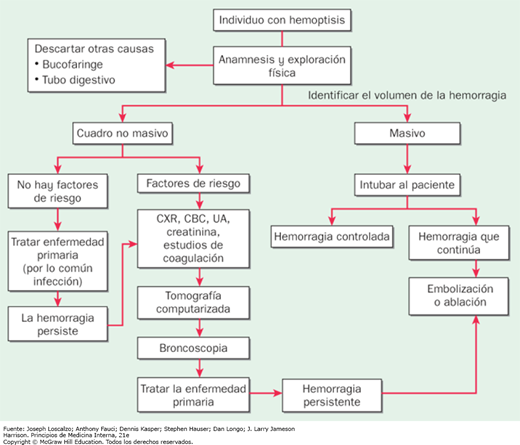 Individuo con hemoptisis
Descartar otras causas
• Bucofaringe
• Tubo digestivo
Anamnesis y exploración
física
Identificar el volumen de la hemorragia
Cuadro no masivo
Masivo
No hay factores
de riesgo
Factores de riesgo
Intubar al paciente
Tratar enfermedad
primaria
(por lo común
infección)
CXR, CBC, UA,
creatinina,
estudios de
coagulación
Hemorragia controlada
Hemorragia que
continúa
Tomografía
computarizada
Embolización
o ablación
La hemorragia
persiste
Broncoscopia
Tratar la enfermedad
primaria
Hemorragia
persistente
Fuente: Joseph Loscalzo; Anthony Fauci; Dennis Kasper; Stephen Hauser; Dan Longo; J. Larry Jameson
Harrison. Principios de Medicina Interna, 21e
Copyright © McGraw Hill Education. Todos los derechos reservados.